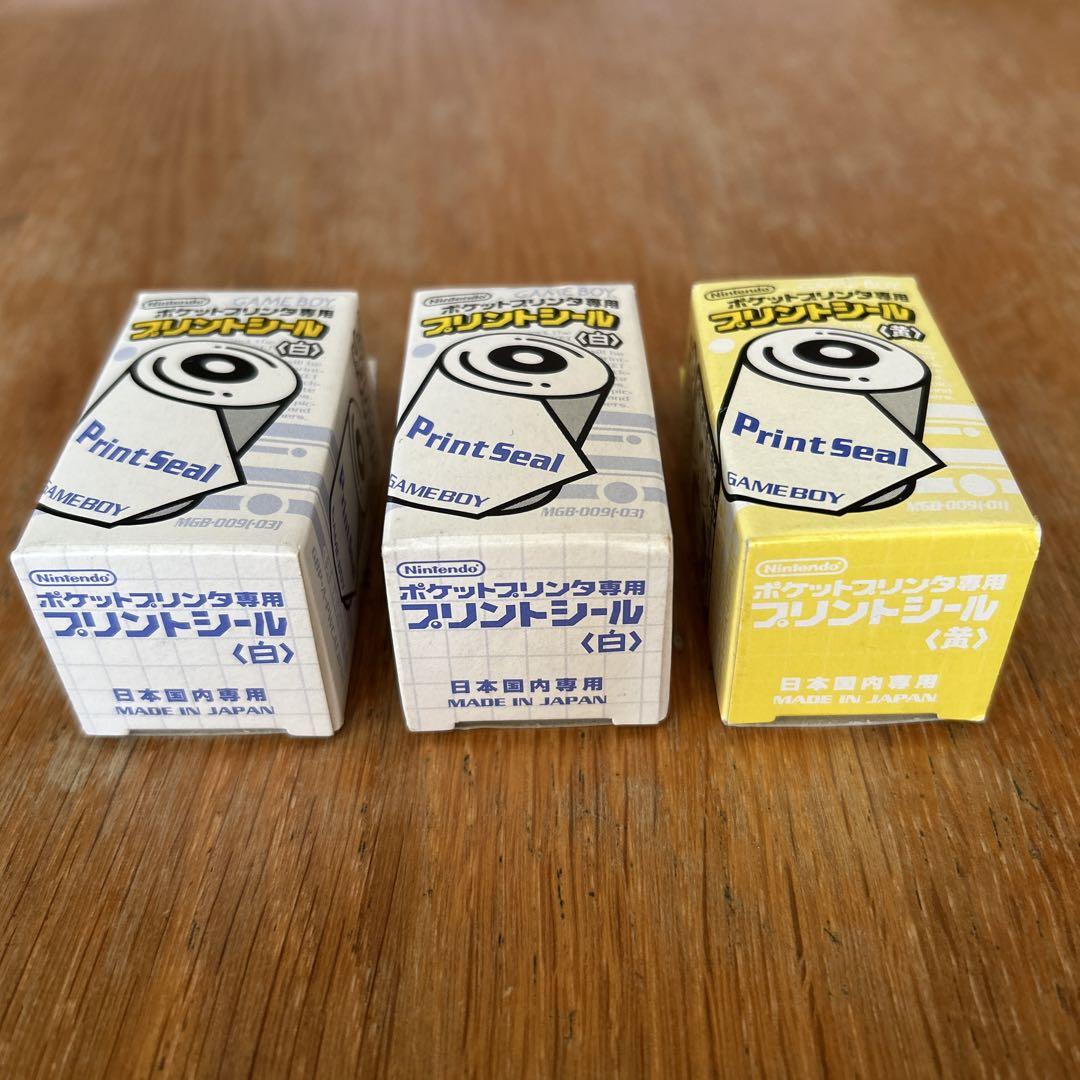 Nintendo
GAME BOY
ポケットプリンタ専用
プリントシール
〈白〉
Print Seal
GAME BOY
MGB-009(-03)
Nintendo
ポケットプリンタ専用
プリントシール
〈白〉
日本国内専用
MADE IN JAPAN
Nintendo
GAME BOY
ポケットプリンタ専用
プリントシール
〈白〉
Print Seal
GAME BOY
MGB-009(-03)
Nintendo
ポケットプリンタ専用
プリントシール
〈白〉
日本国内専用
MADE IN JAPAN
Nintendo
GAME BOY
ポケットプリンタ専用
プリントシール
〈黄〉
Print Seal
GAME BOY
MGB-009(-01)
Nintendo
ポケットプリンタ専用
プリントシール
〈黄〉
日本国内専用
MADE IN JAPAN